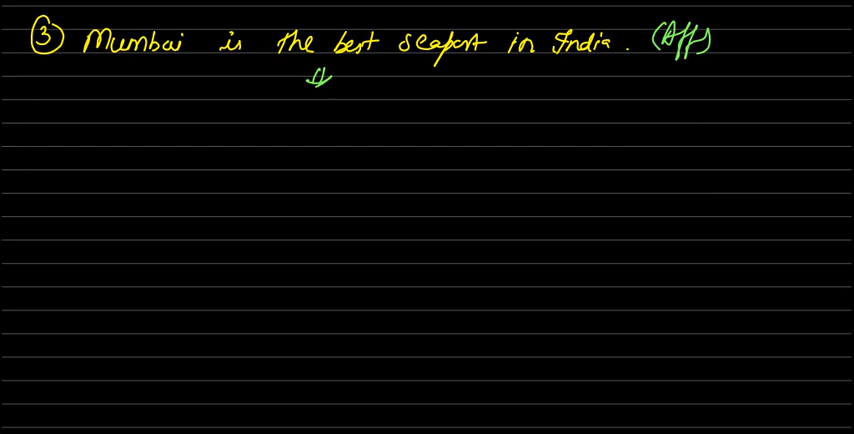 ③ Mumbai is the best seaport in India. (Aff)